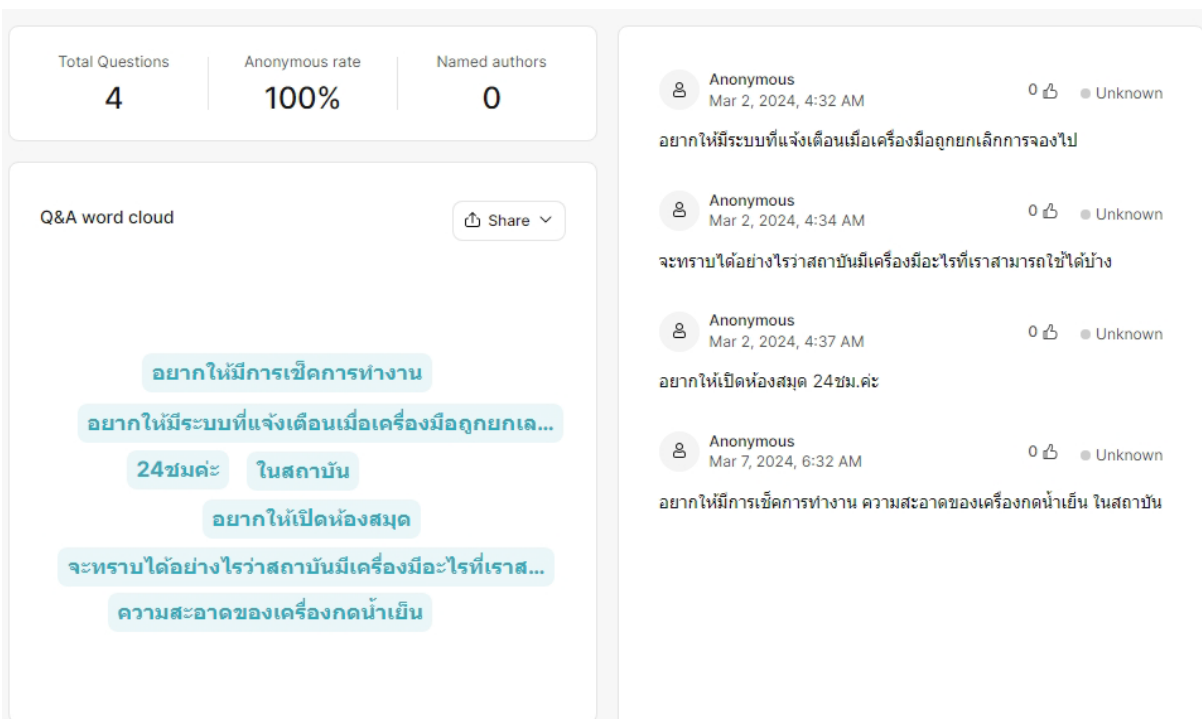 Total Questions
4
Anonymous rate
100%
Named authors
0
Q&A word cloud
Share
อยากให้มีการเช็คการทำงาน
อยากให้มีระบบที่แจ้งเตือนเมื่อเครื่องมือถูกยกเล...
24ชมค่ะ
ในสถาบัน
อยากให้เปิดห้องสมุด
จะทราบได้อย่างไรว่าสถาบันมีเครื่องมือะไรที่เราส...
ความสะอาดของเครื่องกดน้ำเย็น
Anonymous
Mar 2, 2024, 4:32 AM
0
Unknown
อยากให้มีระบบที่แจ้งเตือนเมื่อเครื่องมือถูกยกเลิกการจองไป
Anonymous
Mar 2, 2024, 4:34 AM
0
Unknown
จะทราบได้อย่างไรว่าสถาบันมีเครื่องมือะไรที่เราสามารถใช้ได้บ้าง
Anonymous
Mar 2, 2024, 4:37 AM
0
Unknown
อยากให้เปิดห้องสมุด 24ชม.ค่ะ
Anonymous
Mar 7, 2024, 6:32 AM
0
Unknown
อยากให้มีการเช็คการทำงาน ความสะอาดของเครื่องกดน้ำเย็น ในสถาบัน